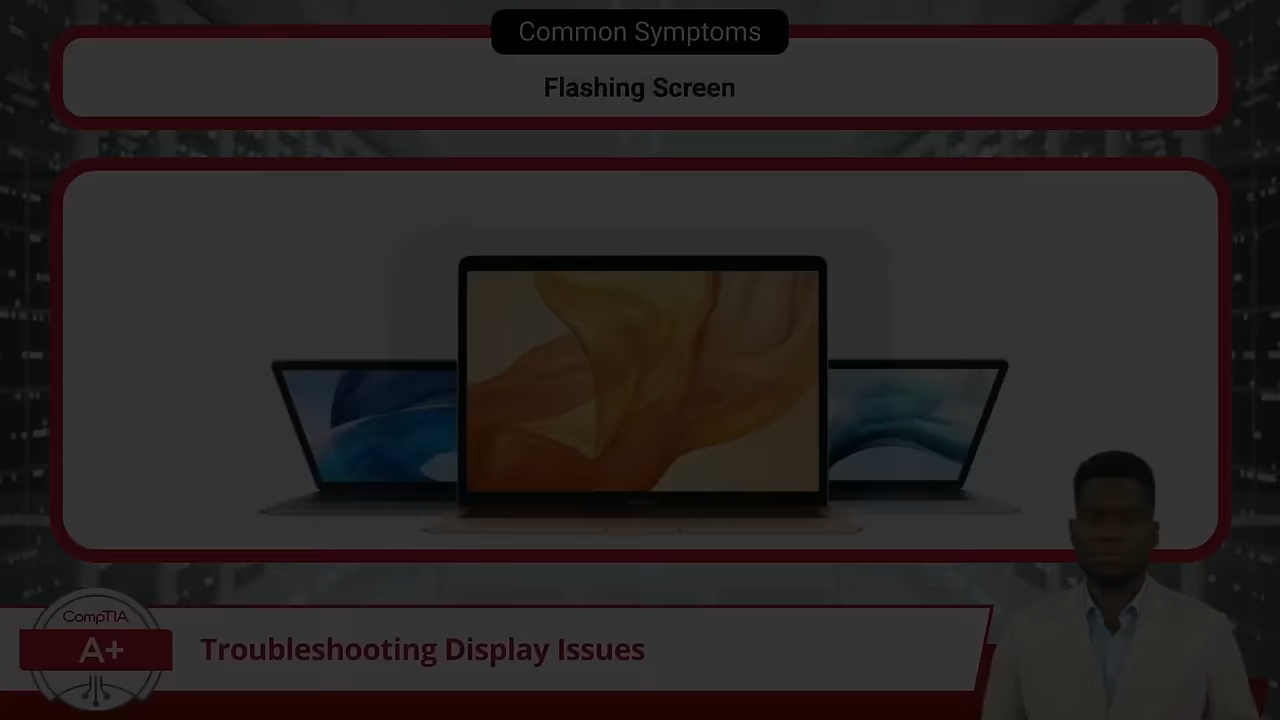 Common Symptoms
Flashing Screen
CompTIA
A+
Troubleshooting Display Issues